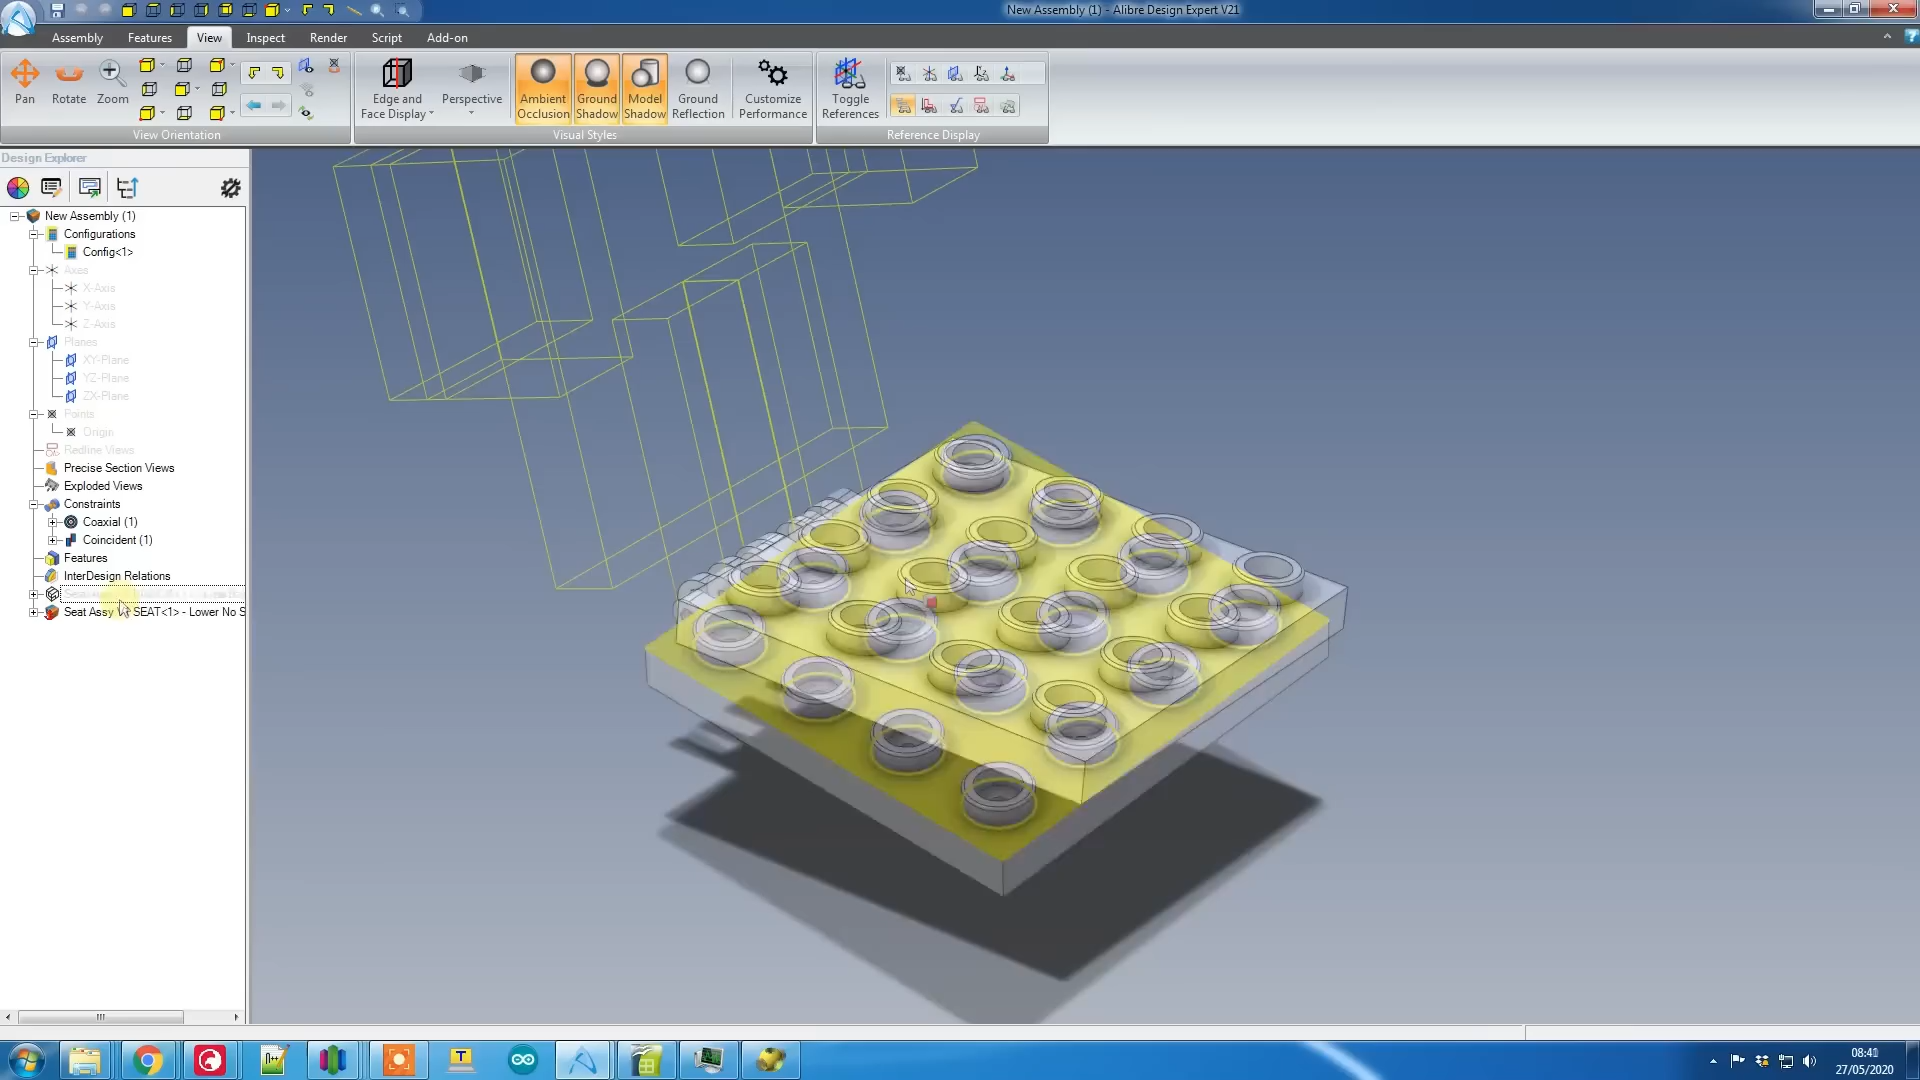 New Assembly (1) - Alibre Design Expert V21
Assembly
Features
View
Inspect
Render
Script
Add-on
Pan
Rotate
Zoom
Edge and
Face Display
Perspective
Ambient
Occlusion
Ground
Shadow
Model
Shadow
Ground
Reflection
Customize
Performance
Toggle
References
View Orientation
Visual Styles
Reference Display
Design Explorer
New Assembly (1)
Configurations
Config<1>
Axes
X-Axis
Y-Axis
Z-Axis
Planes
XY-Plane
YZ-Plane
ZX-Plane
Points
Origin
Redline Views
Precise Section Views
Exploded Views
Constraints
Coaxial (1)
Coincident (1)
Features
InterDesign Relations
Seat Assy
SEAT<1> - Lower No S
08:41
27/05/2020